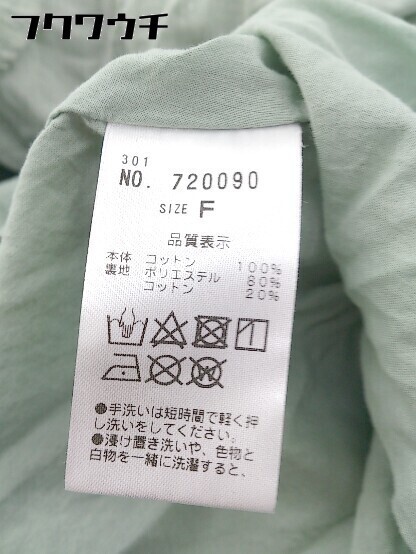 フクワウチ
301
NO. 720090
SIZE F
品質表示
本体 コットン 100%
裏地 ポリエステル 80%
コットン 20%
●手洗いは短時間で軽く押
し洗いをしてください。
●浸け置き洗いや、色物と
白物を一緒に洗濯すると、